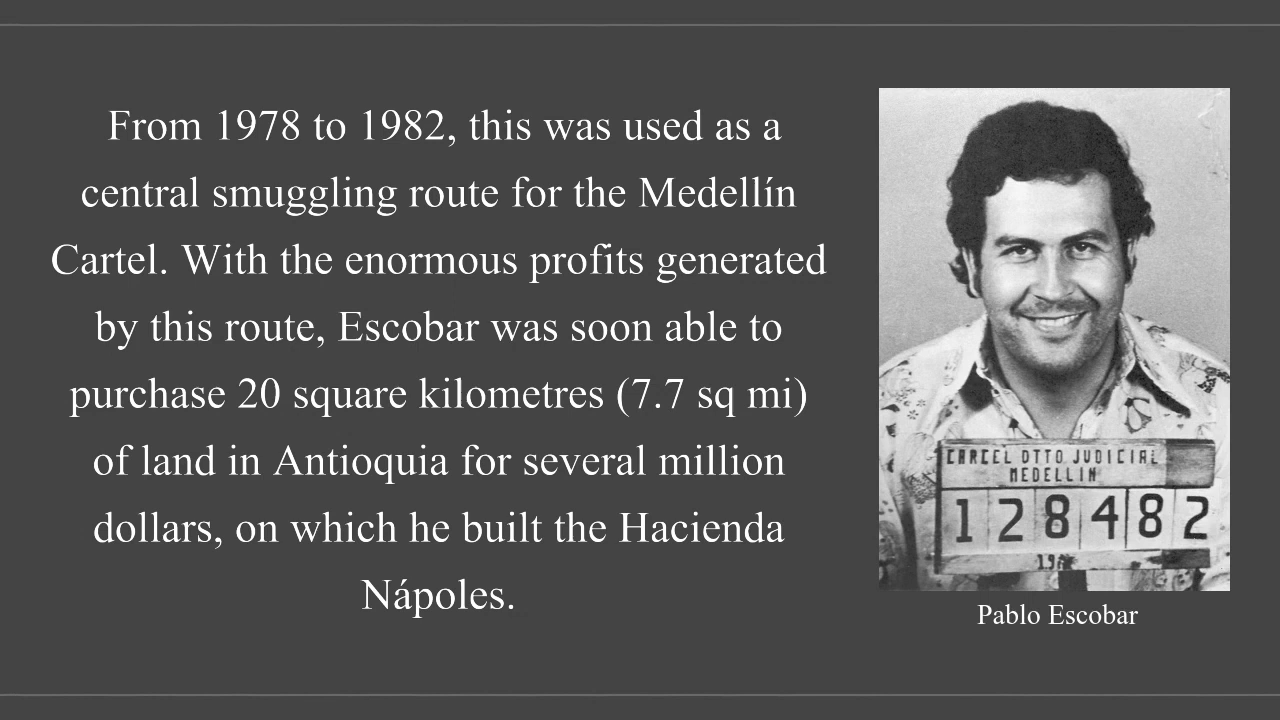 From 1978 to 1982, this was used as a
central smuggling route for the Medellín
Cartel. With the enormous profits generated
by this route, Escobar was soon able to
purchase 20 square kilometres (7.7 sq mi)
of land in Antioquia for several million
dollars, on which he built the Hacienda
Nápoles.
CARCEL DTTO JUDICIAL
MEDELLIN
128482
Pablo Escobar